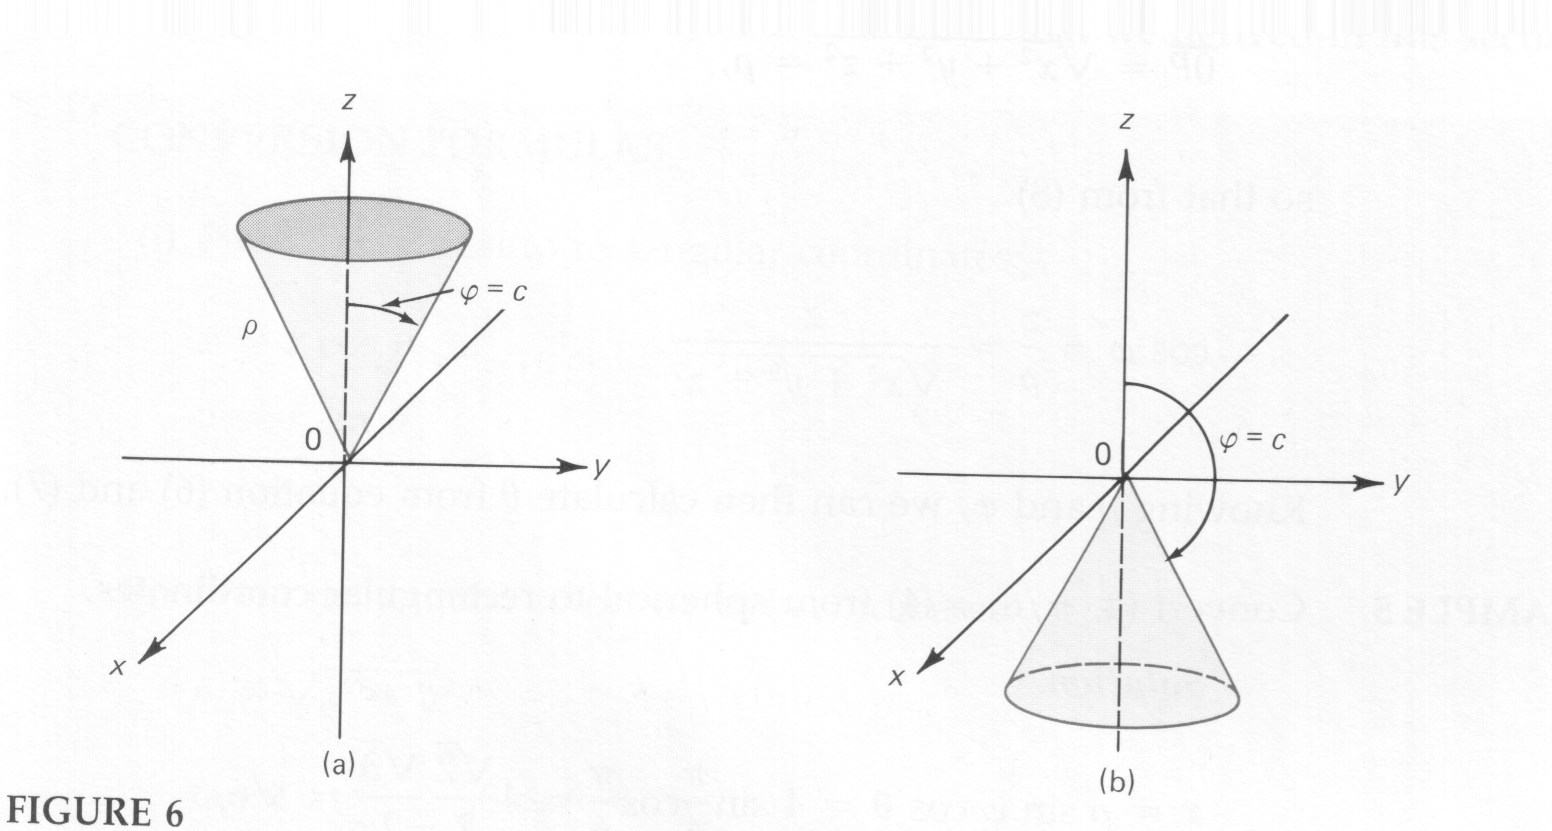 z
φ = c
ρ
0
y
x
(a)
z
φ = c
0
y
x
(b)
FIGURE 6